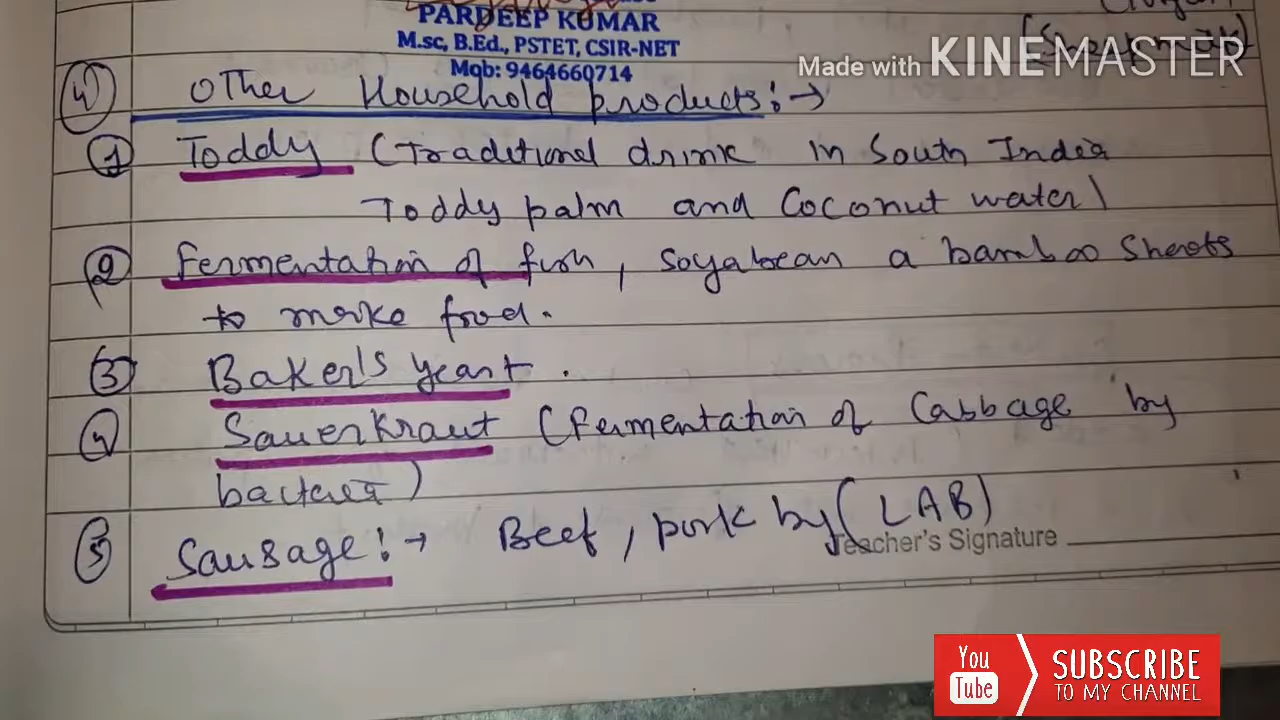 PARDEEP KUMAR
M.sc, B.Ed., PSTET, CSIR-NET
Mob: 9464660714
Made with KINEMASTER
4 Other Household products:→
1 Toddy (Traditional drink in South India
Toddy palm and Coconut water)
2 Fermentation of fish, soyabean a bamboo Shoots
to make food.
3 Baker's yeast.
4 Sauerkraut (Fermentation of Cabbage by
bacteria)
5 Sausage:→ Beef, pork by (LAB)
Teacher's Signature
You Tube SUBSCRIBE
TO MY CHANNEL